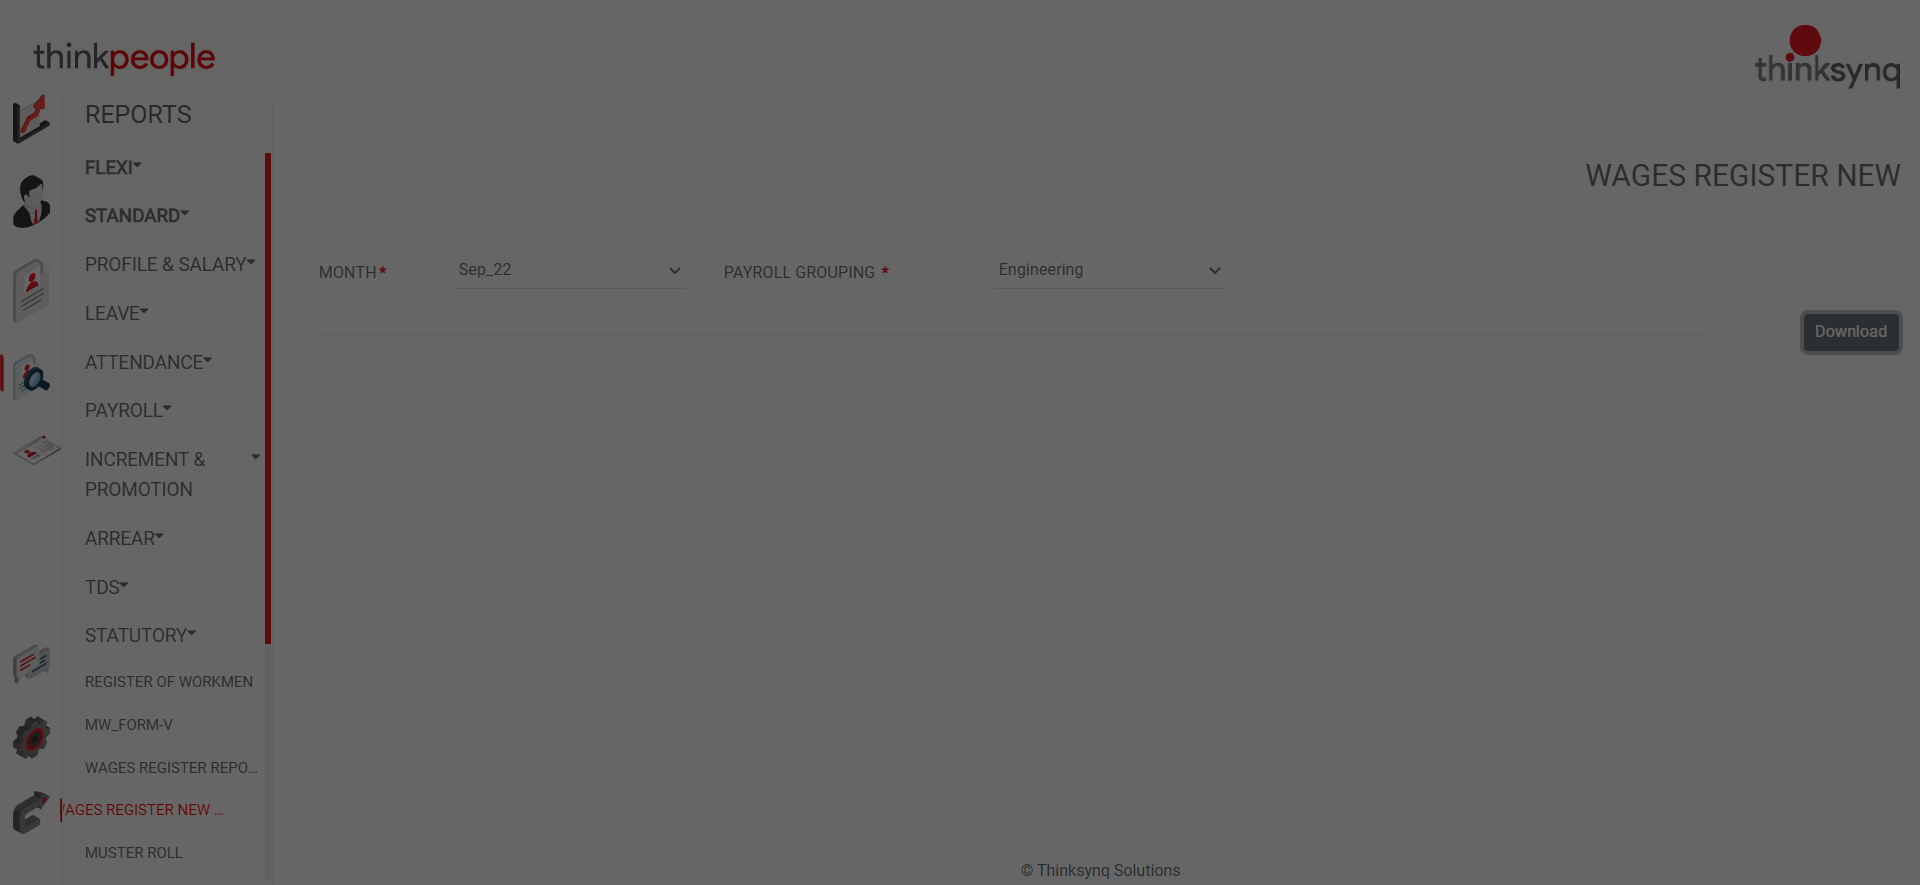 thinkpeople
thinksynq
REPORTS
FLEXI
STANDARD
PROFILE & SALARY
LEAVE
ATTENDANCE
PAYROLL
INCREMENT &
PROMOTION
ARREAR
TDS
STATUTORY
REGISTER OF WORKMEN
MW_FORM-V
WAGES REGISTER REPO...
WAGES REGISTER NEW ...
MUSTER ROLL
WAGES REGISTER NEW
MONTH* Sep_22 PAYROLL GROUPING * Engineering
Download
© Thinksynq Solutions